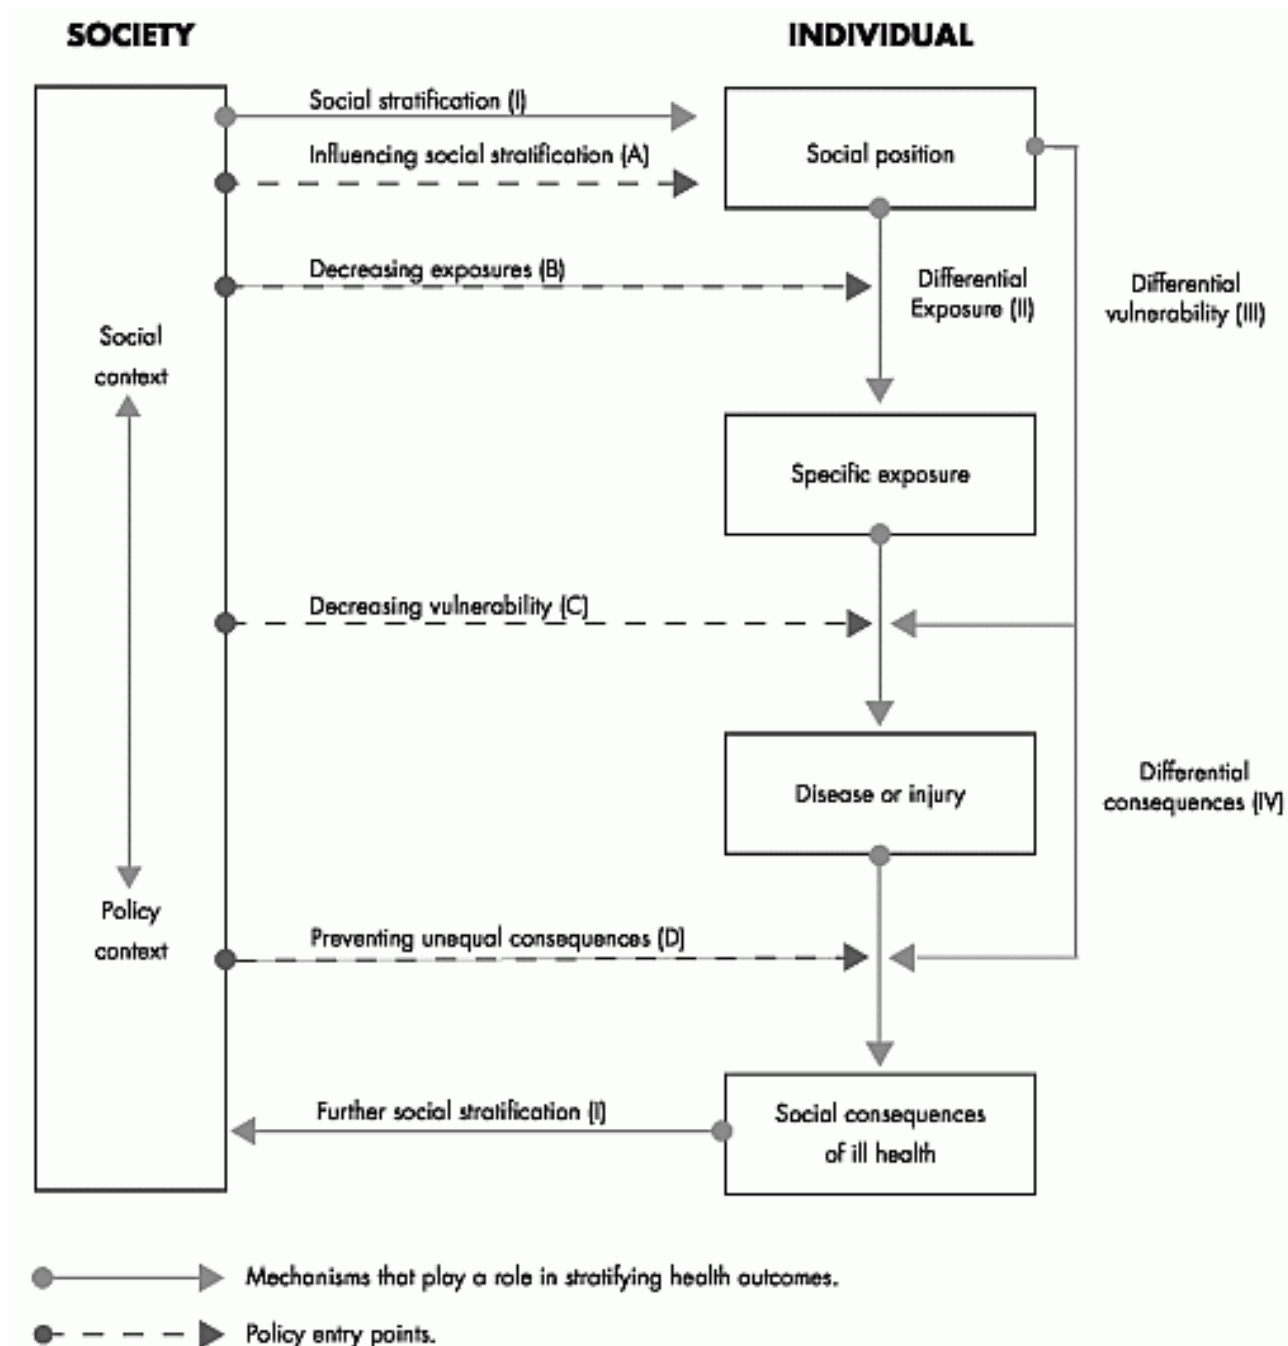 SOCIETY
INDIVIDUAL
Social stratification (I)
Influencing social stratification (A)
Social position
Decreasing exposures (B)
Differential
Exposure (II)
Differential
vulnerability (III)
Social
context
Specific exposure
Decreasing vulnerability (C)
Disease or injury
Differential
consequences (IV)
Policy
context
Preventing unequal consequences (D)
Further social stratification (I)
Social consequences
of ill health
Mechanisms that play a role in stratifying health outcomes.
Policy entry points.